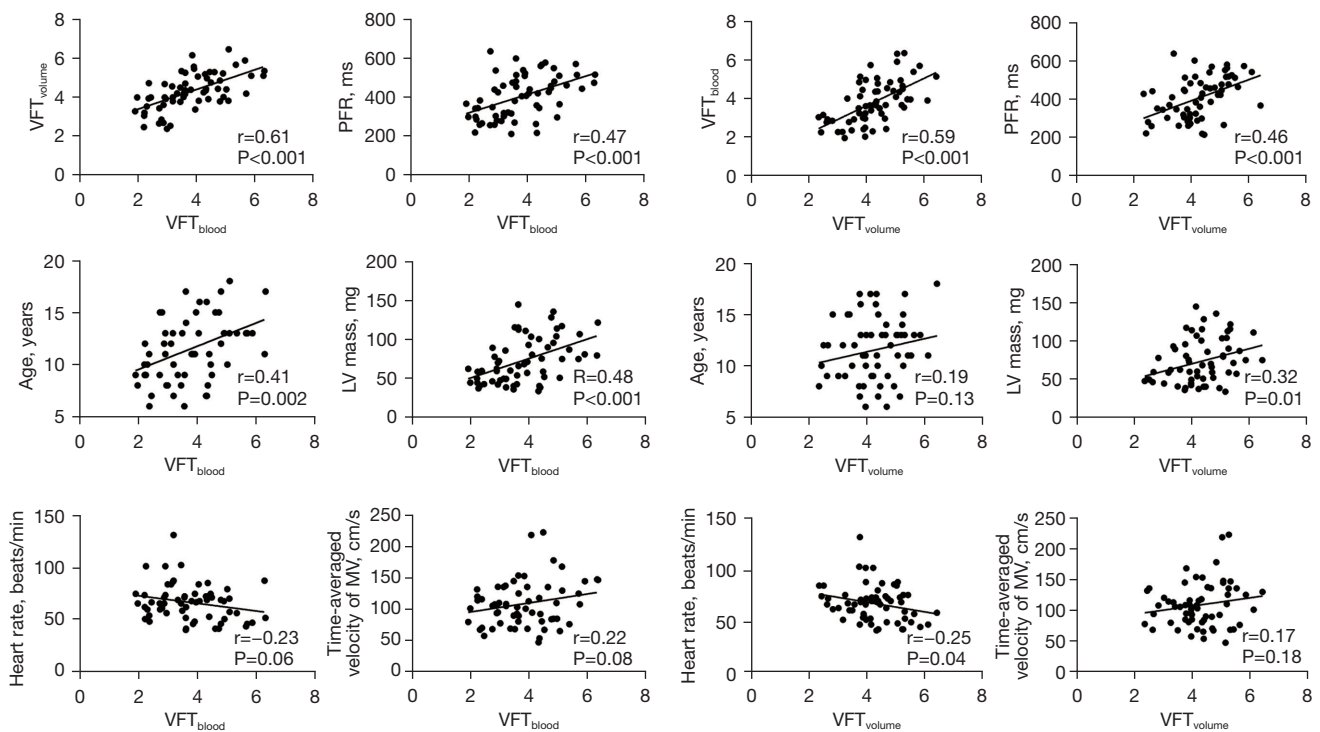 8
6
4
2
0
VFTvolume
r=0.61
P<0.001
0 2 4 6 8
VFTblood
800
600
400
200
0
PFR, ms
r=0.47
P<0.001
0 2 4 6 8
VFTblood
8
6
4
2
0
VFTblood
r=0.59
P<0.001
0 2 4 6 8
VFTvolume
800
600
400
200
0
PFR, ms
r=0.46
P<0.001
0 2 4 6 8
VFTvolume
20
15
10
5
Age, years
r=0.41
P=0.002
0 2 4 6 8
VFTblood
200
150
100
50
0
LV mass, mg
R=0.48
P<0.001
0 2 4 6 8
VFTblood
20
15
10
5
Age, years
r=0.19
P=0.13
0 2 4 6 8
VFTvolume
200
150
100
50
0
LV mass, mg
r=0.32
P=0.01
0 2 4 6 8
VFTvolume
150
100
50
0
Heart rate, beats/min
r=−0.23
P=0.06
0 2 4 6 8
VFTblood
250
200
150
100
50
0
Time-averaged
velocity of MV, cm/s
r=0.22
P=0.08
0 2 4 6 8
VFTblood
150
100
50
0
Heart rate, beats/min
r=−0.25
P=0.04
0 2 4 6 8
VFTvolume
250
200
150
100
50
0
Time-averaged
velocity of MV, cm/s
r=0.17
P=0.18
0 2 4 6 8
VFTvolume